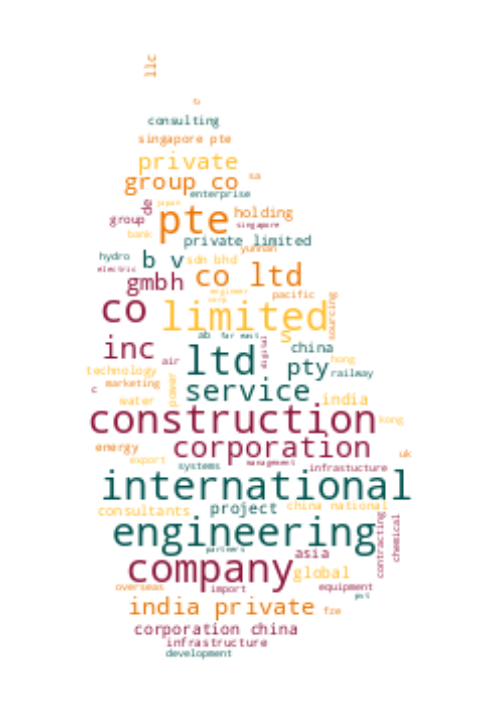 llc
consulting
singapore pte
private
group co
sa
enterprise
japan
de
group
pte
holding
singapore
bank
private limited
yunnan
hydro
b v
sdn bhd
electric
gmbh
co ltd
engineer
corp
pacific
co
limited
sourcing
s
ab
far east
digital
inc
ltd
china
air
pty
hong
railway
technology
marketing
power
service
c
water
india
construction
kong
energy
corporation
uk
export
systems
management
infrastucture
international
consultants
project
china national
engineering
contracting
chemical
partners
asia
company
global
overseas
import
equipment
india private
fze
corporation china
infrastructure
development